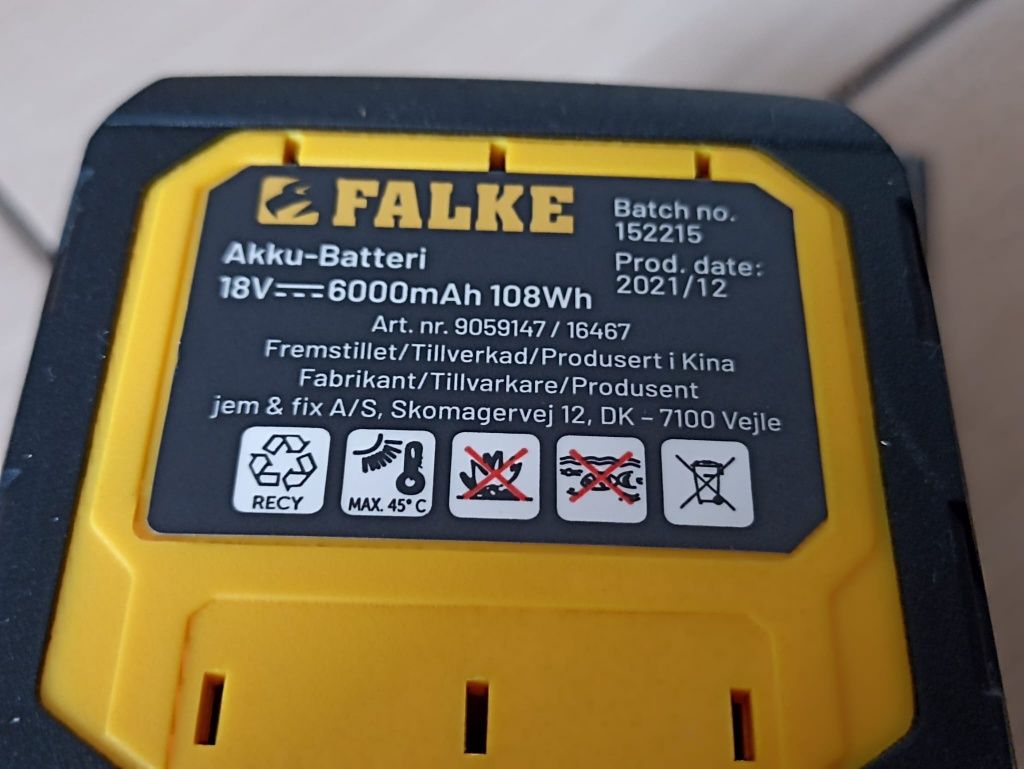 FALKE
Akku-Batteri
18V⎓6000mAh 108Wh
Batch no.
152215
Prod. date:
2021/12
Art. nr. 9059147 / 16467
Fremstillet/Tillverkad/Produsert i Kina
Fabrikant/Tillvarkare/Produsent
jem & fix A/S, Skomagervej 12, DK – 7100 Vejle
RECY
MAX. 45° C